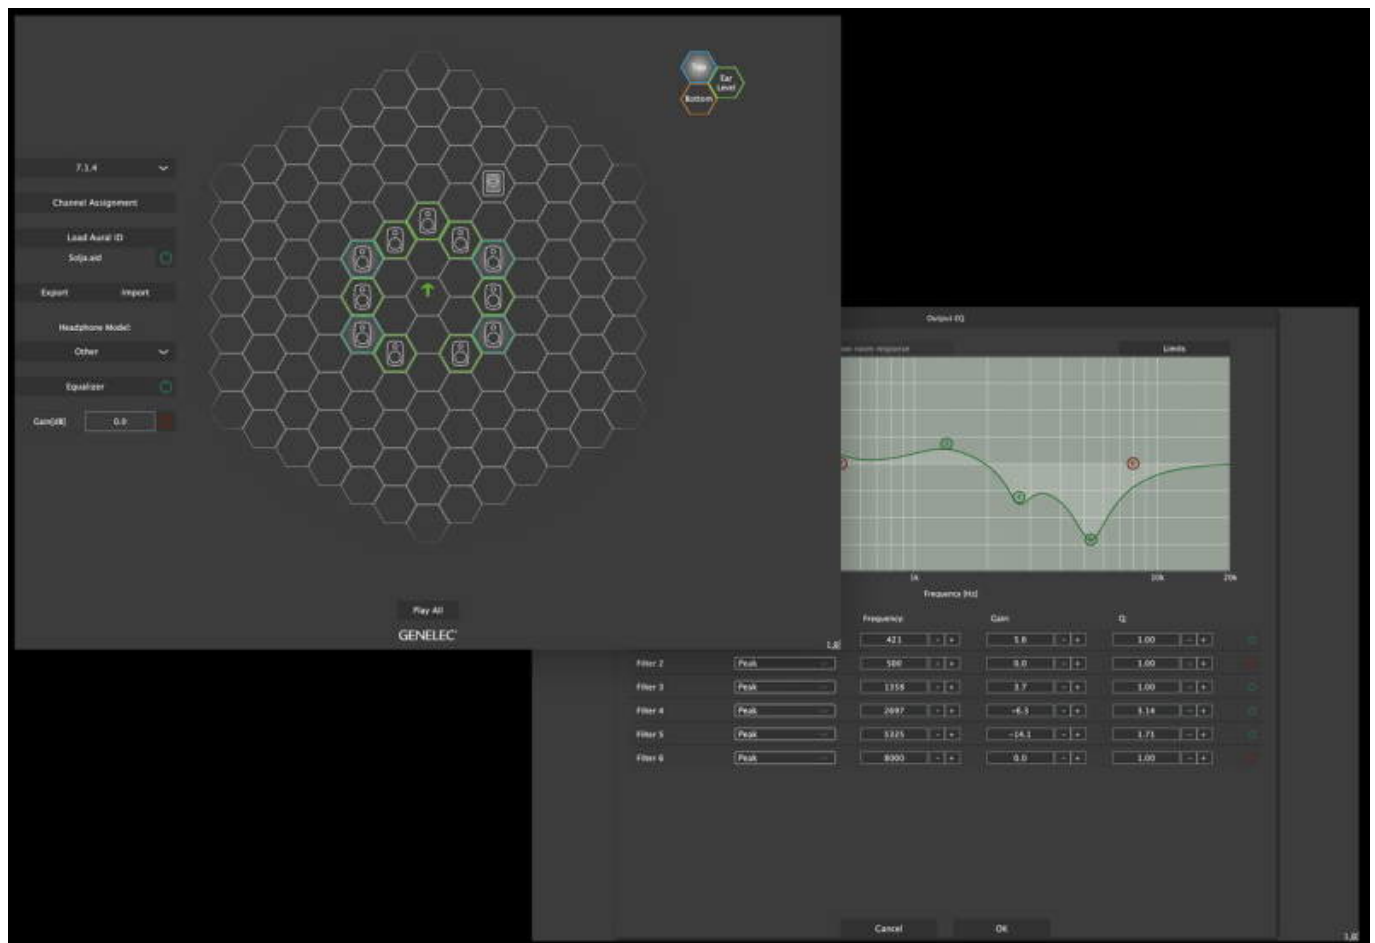 Top
Ear
Level
Bottom
7.1.4
Channel Assignment
Load Aural ID
Solja.aid
Export Import
Headphone Model:
Other
Equalizer
Gain[dB] 0.0
Play All
GENELEC
Output EQ
room response
Limits
1k 10k 20k
Frequency [Hz]
Frequency: Gain: Q:
421 - + 5.8 - + 1.00 - +
Filter 2 Peak 500 - + 0.0 - + 1.00 - +
Filter 3 Peak 1358 - + 3.7 - + 1.00 - +
Filter 4 Peak 2697 - + -6.3 - + 3.14 - +
Filter 5 Peak 5325 - + -14.1 - + 1.71 - +
Filter 6 Peak 8000 - + 0.0 - + 1.00 - +
Cancel OK